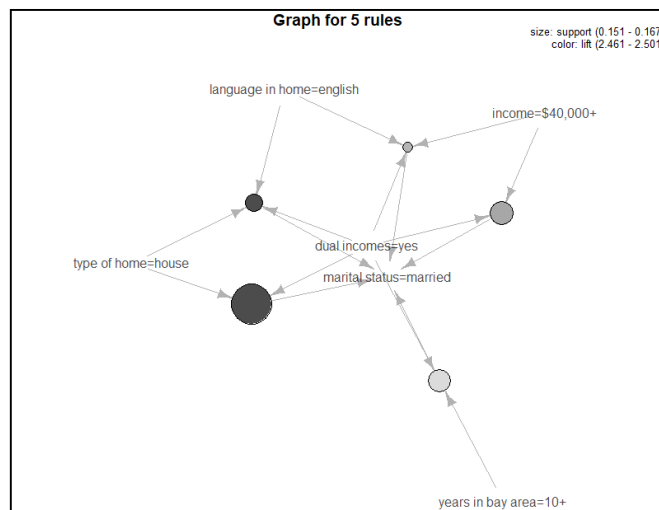 Graph for 5 rules
size: support (0.151 - 0.167
color: lift (2.461 - 2.501
language in home=english
income=$40,000+
dual incomes=yes
type of home=house
marital status=married
years in bay area=10+